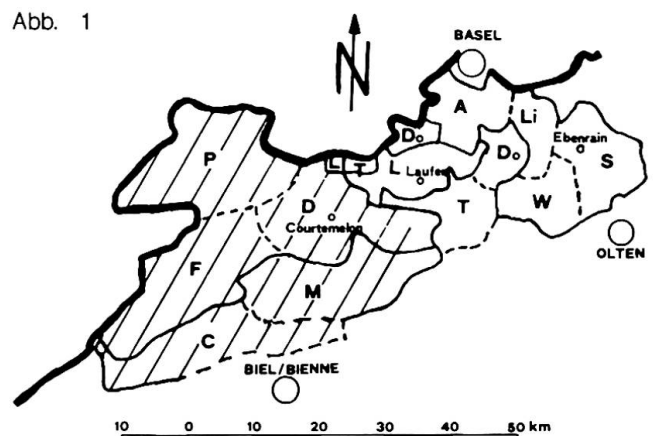 Abb. 1
N
BASEL
A
Li
Do
Ebenrain
P
L
T
L
Laufen
Do
S
D
T
W
Courtemelon
OLTEN
F
M
C
BIEL/BIENNE
10 0 10 20 30 40 50 km